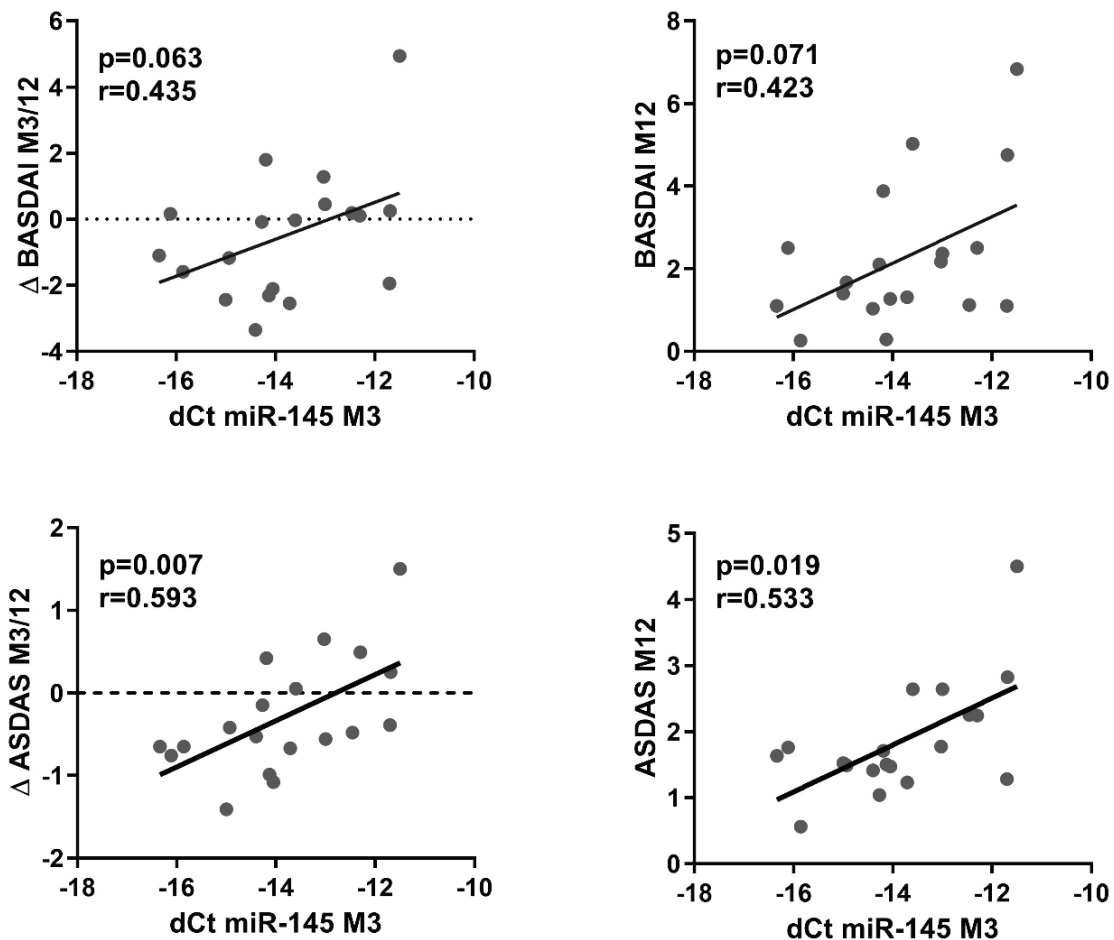 p=0.063
r=0.435
Δ BASDAI M3/12
6
4
2
0
-2
-4
-18 -16 -14 -12 -10
dCt miR-145 M3
p=0.071
r=0.423
BASDAI M12
8
6
4
2
0
-18 -16 -14 -12 -10
dCt miR-145 M3
p=0.007
r=0.593
Δ ASDAS M3/12
2
1
0
-1
-2
-18 -16 -14 -12 -10
dCt miR-145 M3
p=0.019
r=0.533
ASDAS M12
5
4
3
2
1
0
-18 -16 -14 -12 -10
dCt miR-145 M3